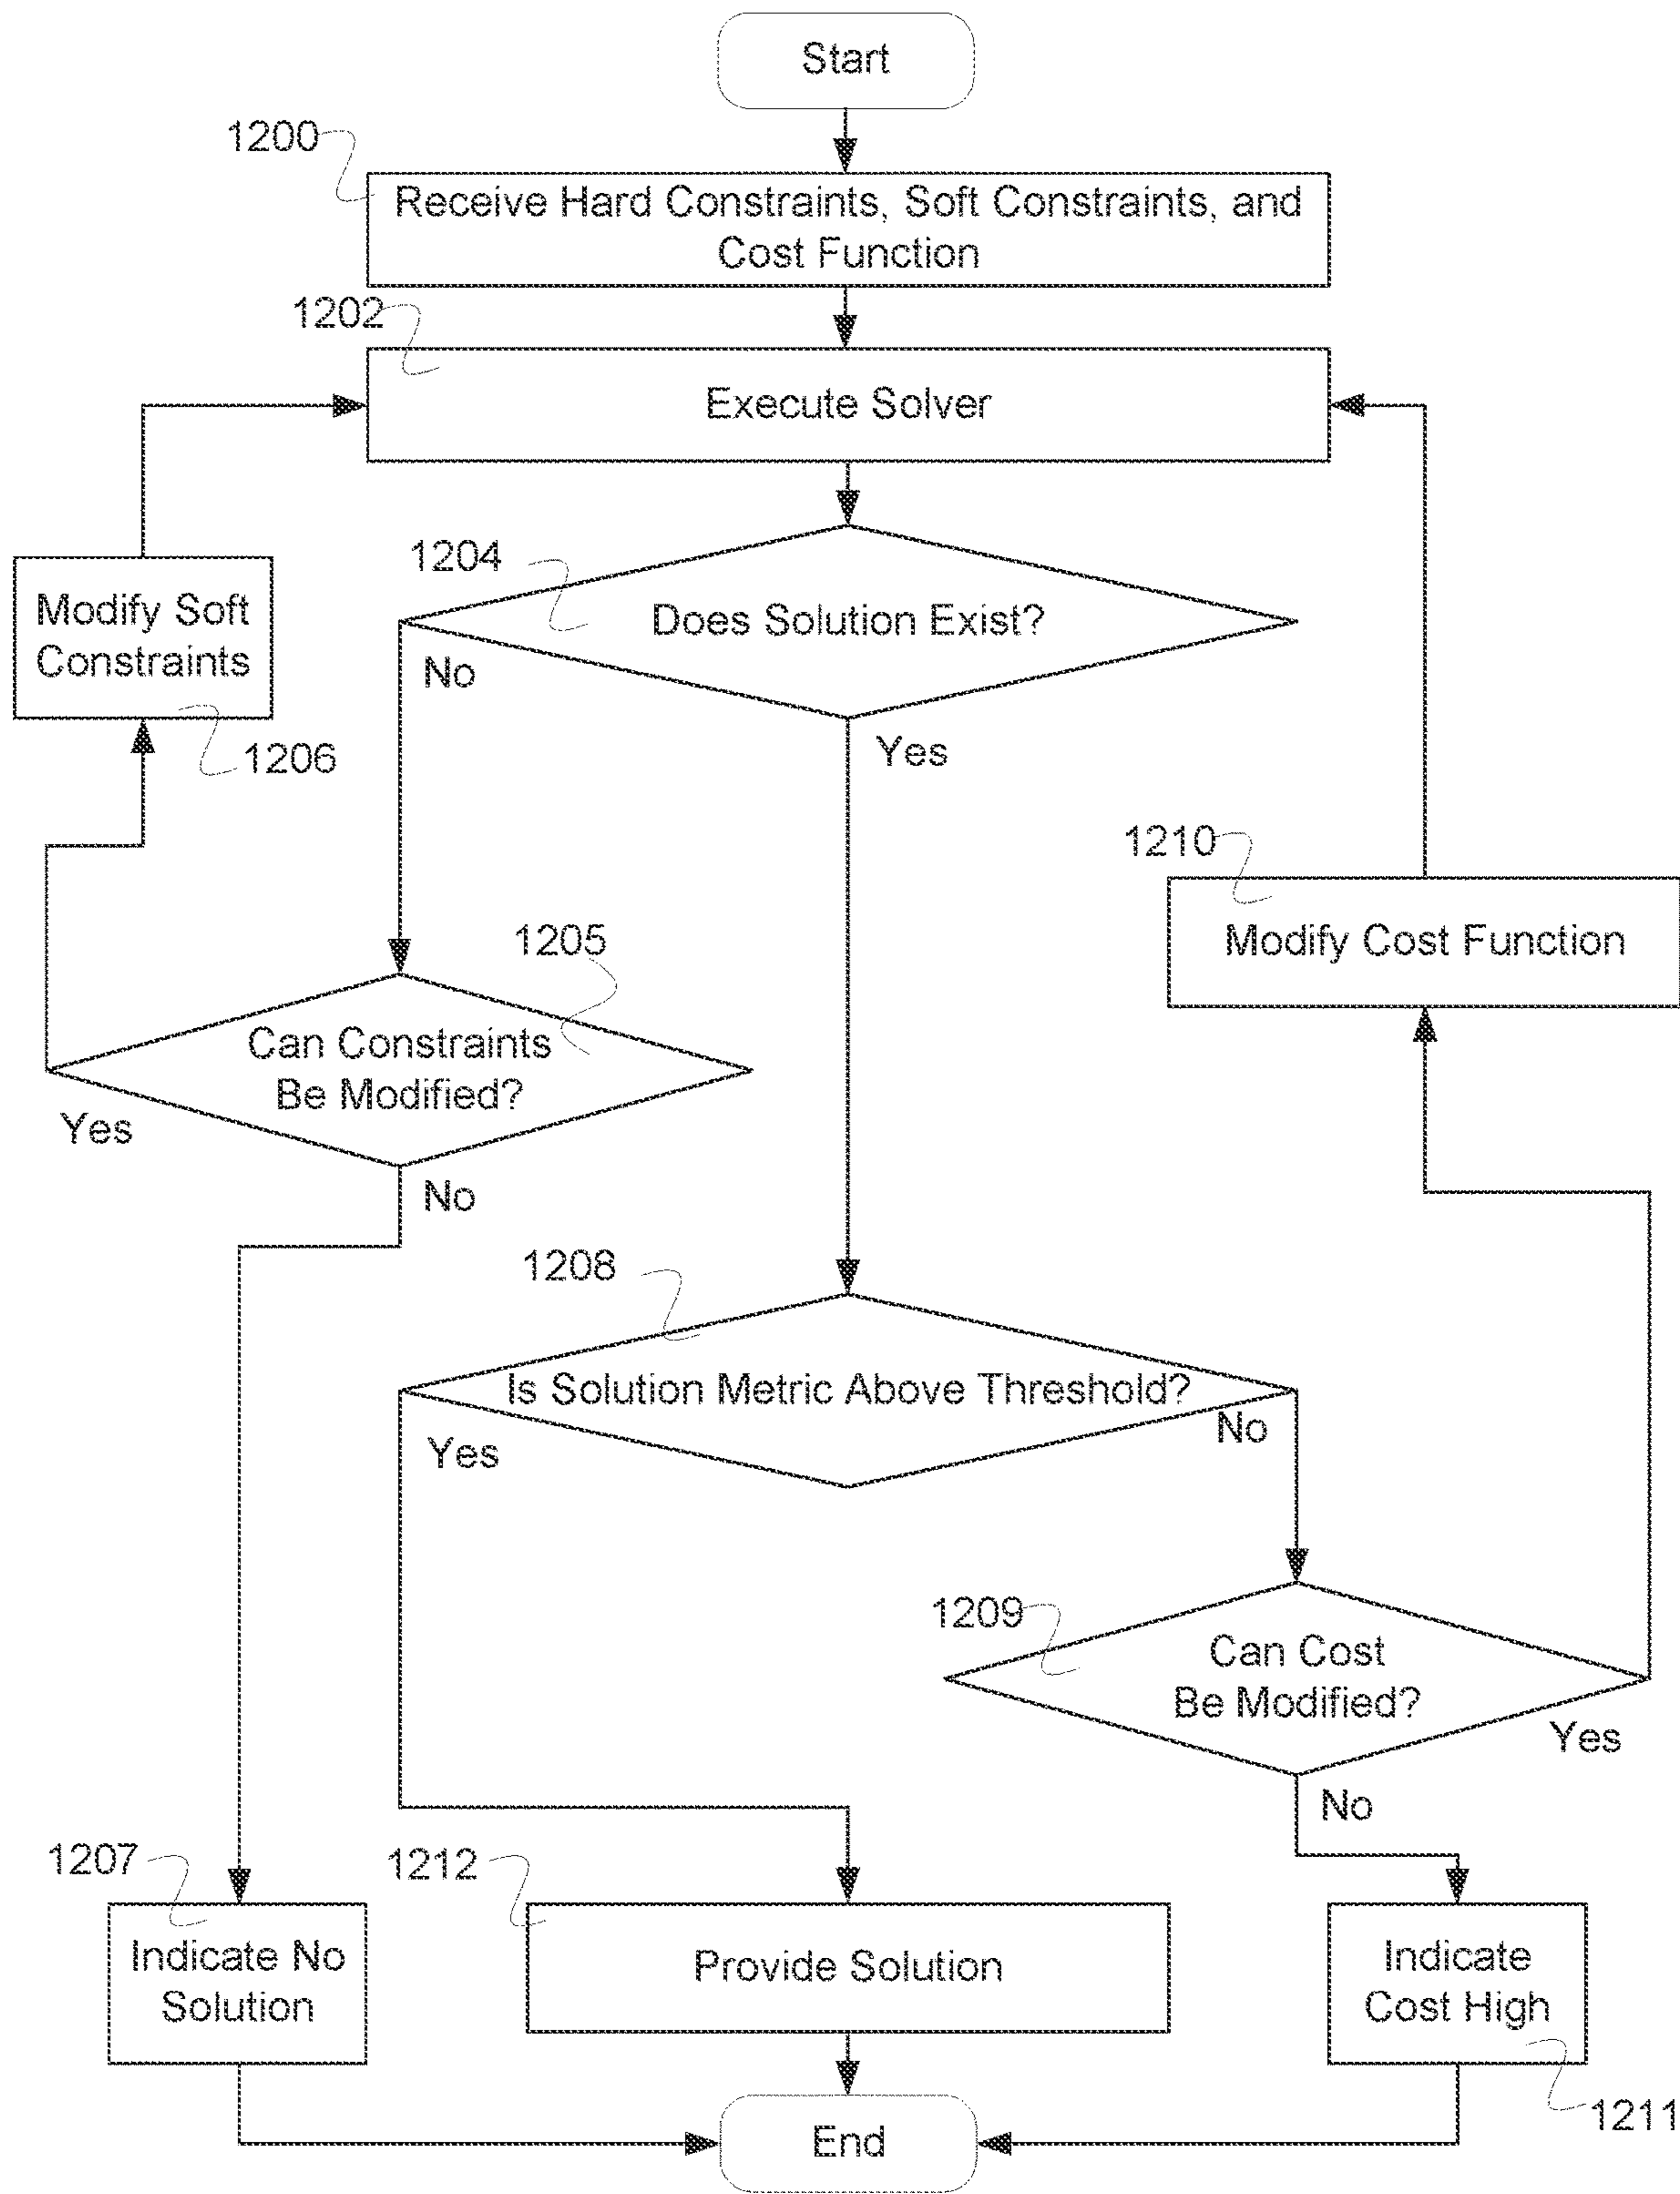 Start
1200
Receive Hard Constraints, Soft Constraints, and
Cost Function
1202
Execute Solver
1204
Does Solution Exist?
No
Yes
Modify Soft
Constraints
1206
1210
Modify Cost Function
1205
Can Constraints
Be Modified?
Yes
No
1208
Is Solution Metric Above Threshold?
Yes
No
1209
Can Cost
Be Modified?
Yes
No
1207
Indicate No
Solution
1212
Provide Solution
Indicate
Cost High
1211
End